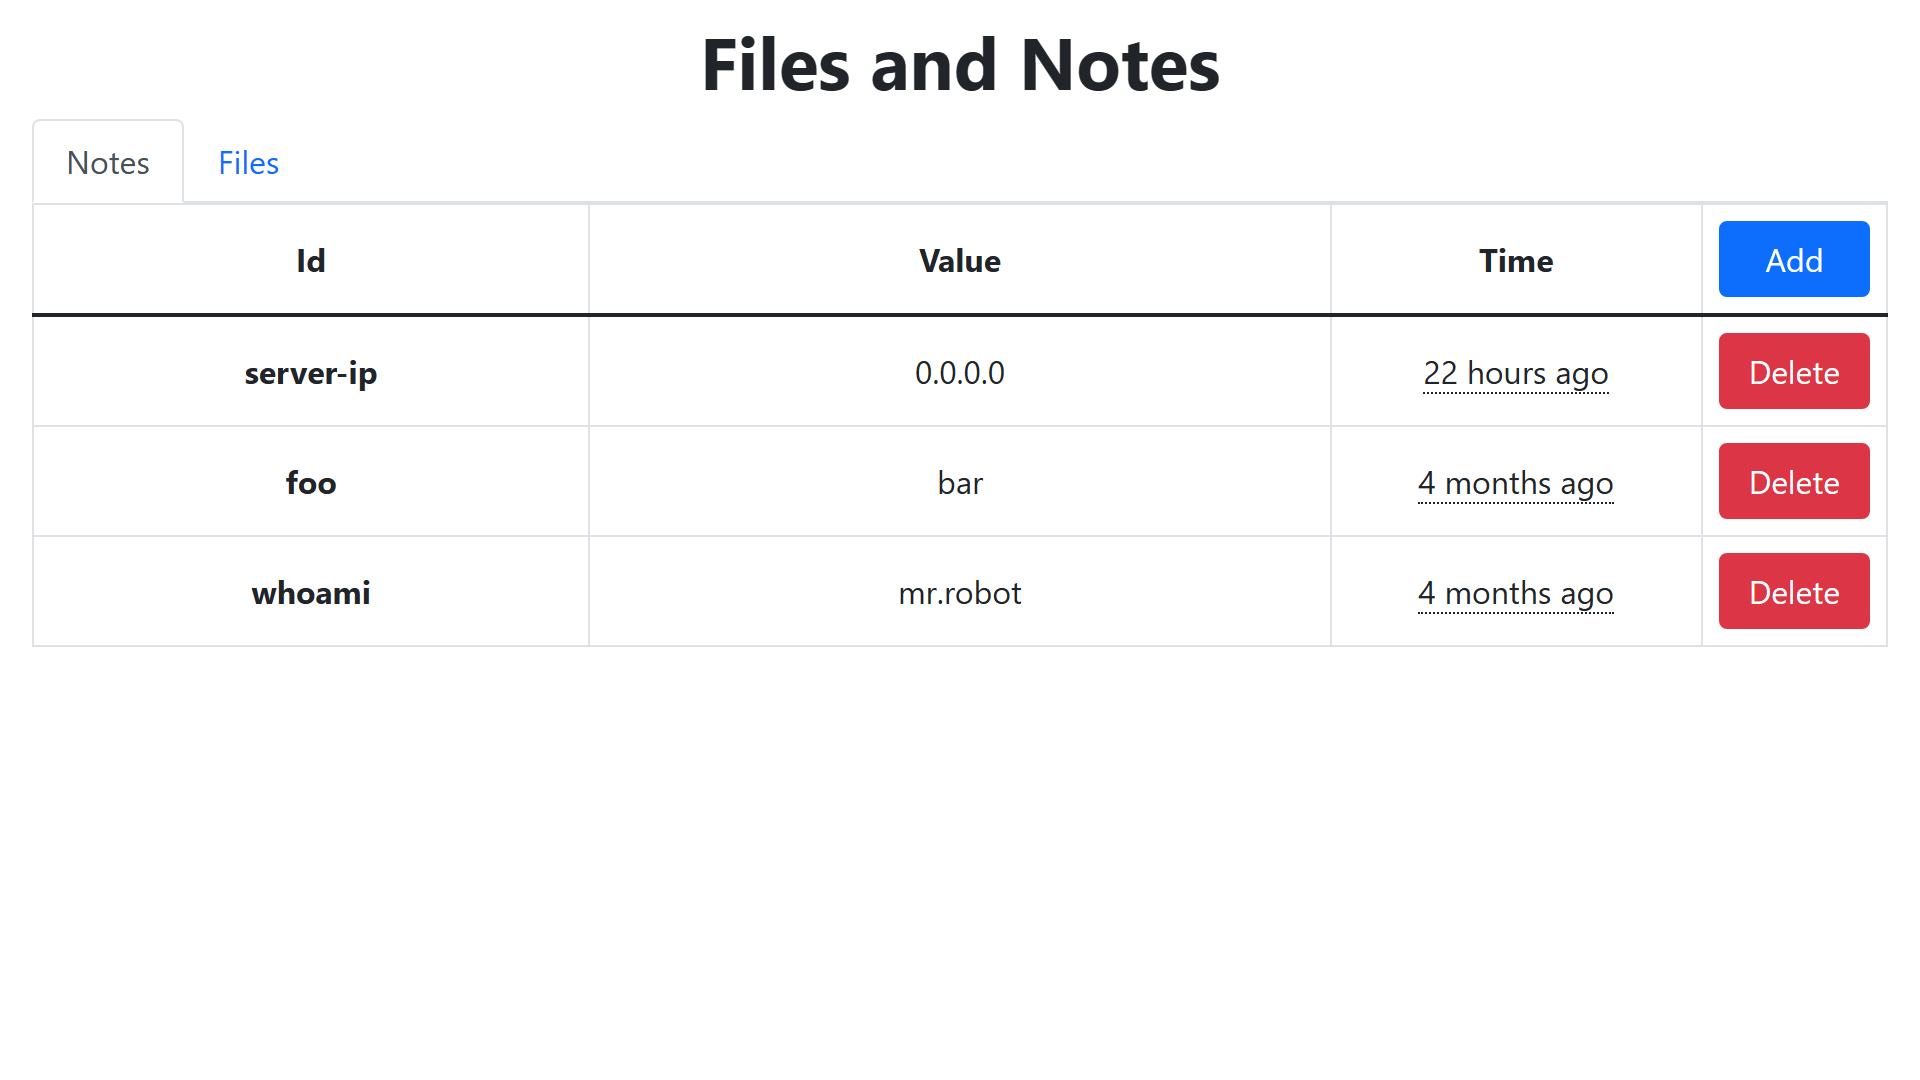 Files and Notes
Notes Files
Id Value Time Add
server-ip 0.0.0.0 22 hours ago Delete
foo bar 4 months ago Delete
whoami mr.robot 4 months ago Delete